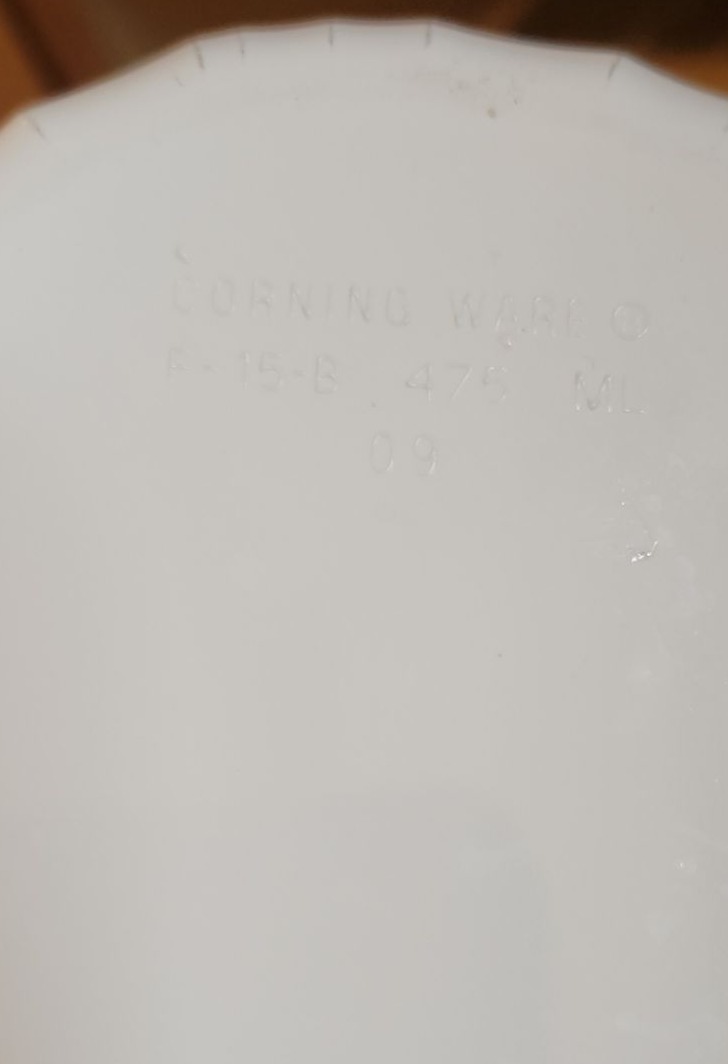 CORNING WARE ®
F-15-B 475 ML
09